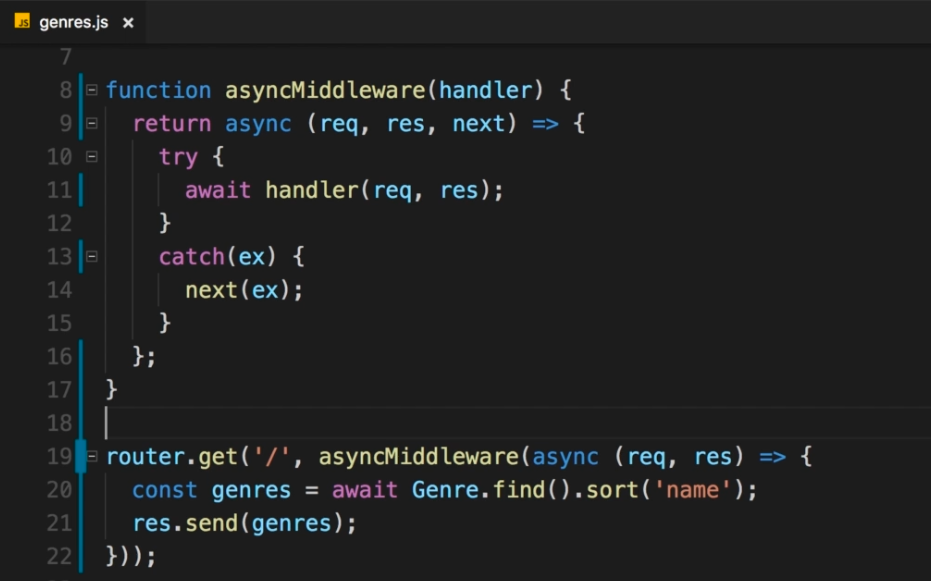 JS genres.js ×
7
8 function asyncMiddleware(handler) {
9   return async (req, res, next) => {
10     try {
11       await handler(req, res);
12     }
13     catch(ex) {
14       next(ex);
15     }
16   };
17 }
18
19 router.get('/', asyncMiddleware(async (req, res) => {
20   const genres = await Genre.find().sort('name');
21   res.send(genres);
22 }));